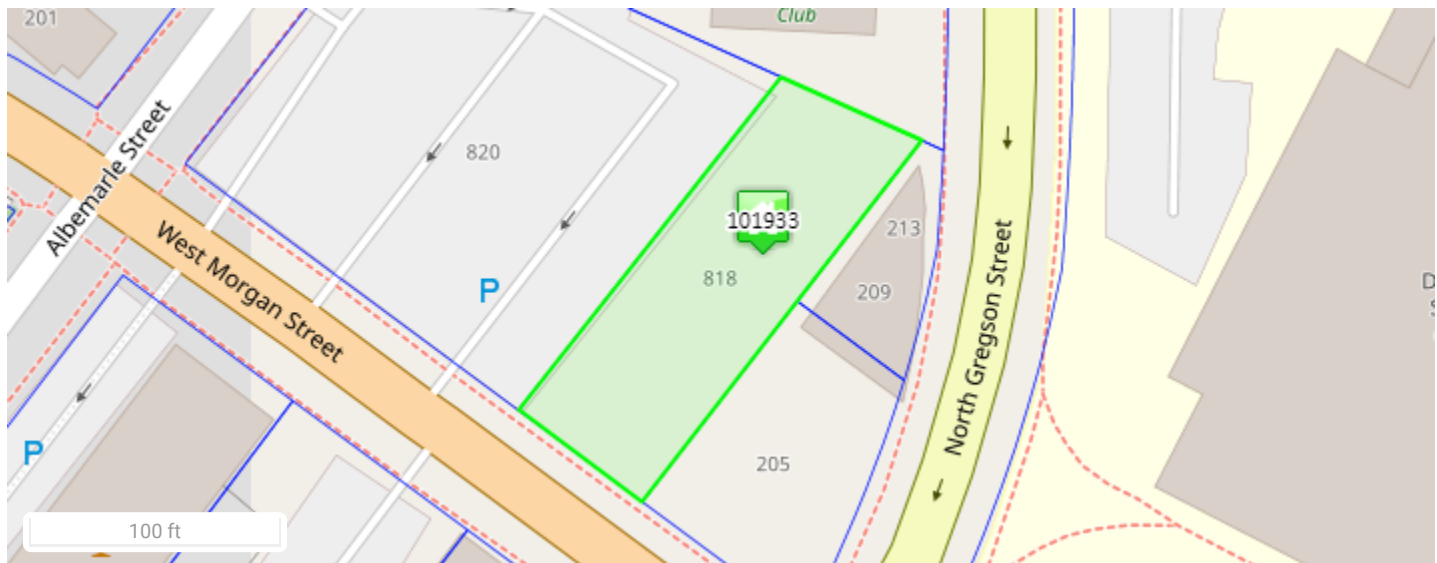 201
Club
Albemarle Street
820
West Morgan Street
P
101933
818
213
209
North Gregson Street
205
P
100 ft